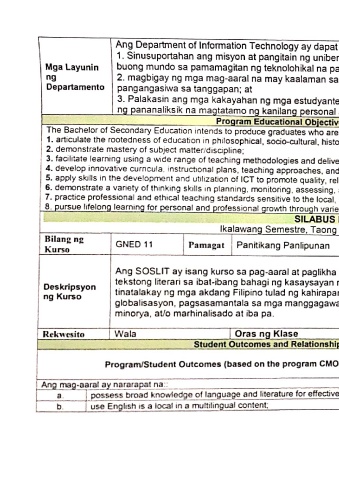 Ang Department of Information Technology ay dapat
1. Sinusuportahan ang misyon at pangitain ng univer
Mga Layunin
buong mundo sa pamamagitan ng teknolohikal na pa
ng
2. magbigay ng mga mag-aaral na may kaalaman sa
Departamento
pangangasiwa sa tanggapan; at
3. Palakasin ang mga kakayahan ng mga estudyante
ng pananaliksik na magtatamo ng kanilang personal
Program Educational Objective
The Bachelor of Secondary Education intends to produce graduates who are
1. articulate the rootedness of education in philosophical, socio-cultural, histo
2. demonstrate mastery of subject matter/discipline;
3. facilitate learning using a wide range of teaching methodologies and delive
4. develop innovative curricula, instructional plans, teaching approaches, and
5. apply skills in the development and utilization of ICT to promote quality, rel
6. demonstrate a variety of thinking skills in planning, monitoring, assessing,
7. practice professional and ethical teaching standards sensitive to the local,
8. pursue lifelong learning for personal and professional growth through varie
SILABUS
Ikalawang Semestre, Taong
Bilang ng Kurso GNED 11 Pamagat Panitikang Panlipunan
Ang SOSLIT ay isang kurso sa pag-aaral at paglikha
tekstong literari sa ibat-ibang bahagi ng kasaysayan n
Deskripsyon
tinatalakay ng mga akdang Filipino tulad ng kahirapa
ng Kurso
globalisasyon, pagsasamantala sa mga manggagawa
minorya, at/o marhinalisado at iba pa.
Rekwesito Wala Oras ng Klase
Student Outcomes and Relationship
Program/Student Outcomes (based on the program CMO
Ang mag-aaral ay nararapat na:
a. possess broad knowledge of language and literature for effective
b. use English is a local in a multilingual content;